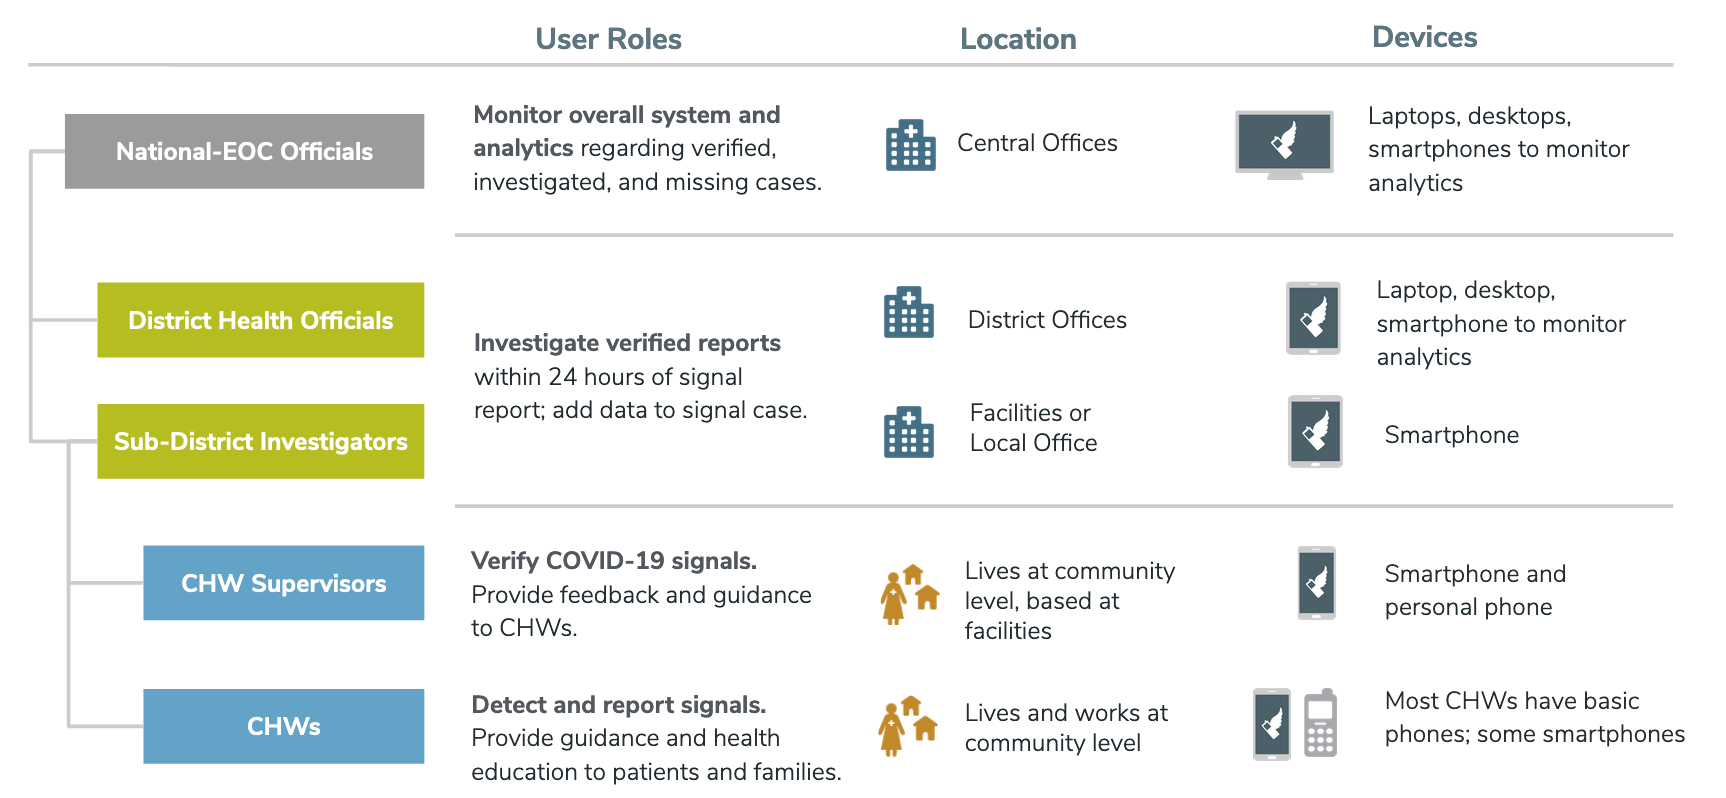 User Roles
Location
Devices
National-EOC Officials
Monitor overall system and
analytics regarding verified,
investigated, and missing cases.
Central Offices
Laptops, desktops,
smartphones to monitor
analytics
District Health Officials
Sub-District Investigators
Investigate verified reports
within 24 hours of signal
report; add data to signal case.
District Offices
Laptop, desktop,
smartphone to monitor
analytics
Facilities or
Local Office
Smartphone
CHW Supervisors
Verify COVID-19 signals.
Provide feedback and guidance
to CHWs.
Lives at community
level, based at
facilities
Smartphone and
personal phone
CHWs
Detect and report signals.
Provide guidance and health
education to patients and families.
Lives and works at
community level
Most CHWs have basic
phones; some smartphones